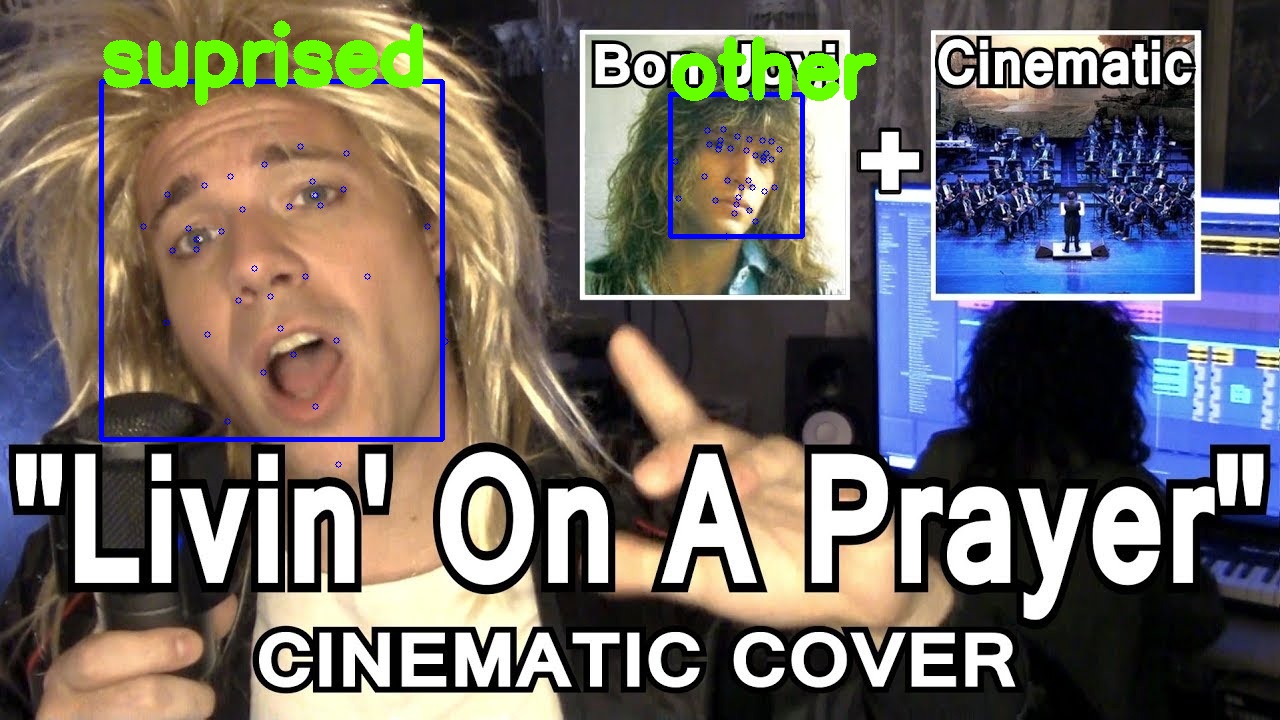 suprised
Bon Jovi
other
Cinematic
+
"Livin' On A Prayer"
CINEMATIC COVER